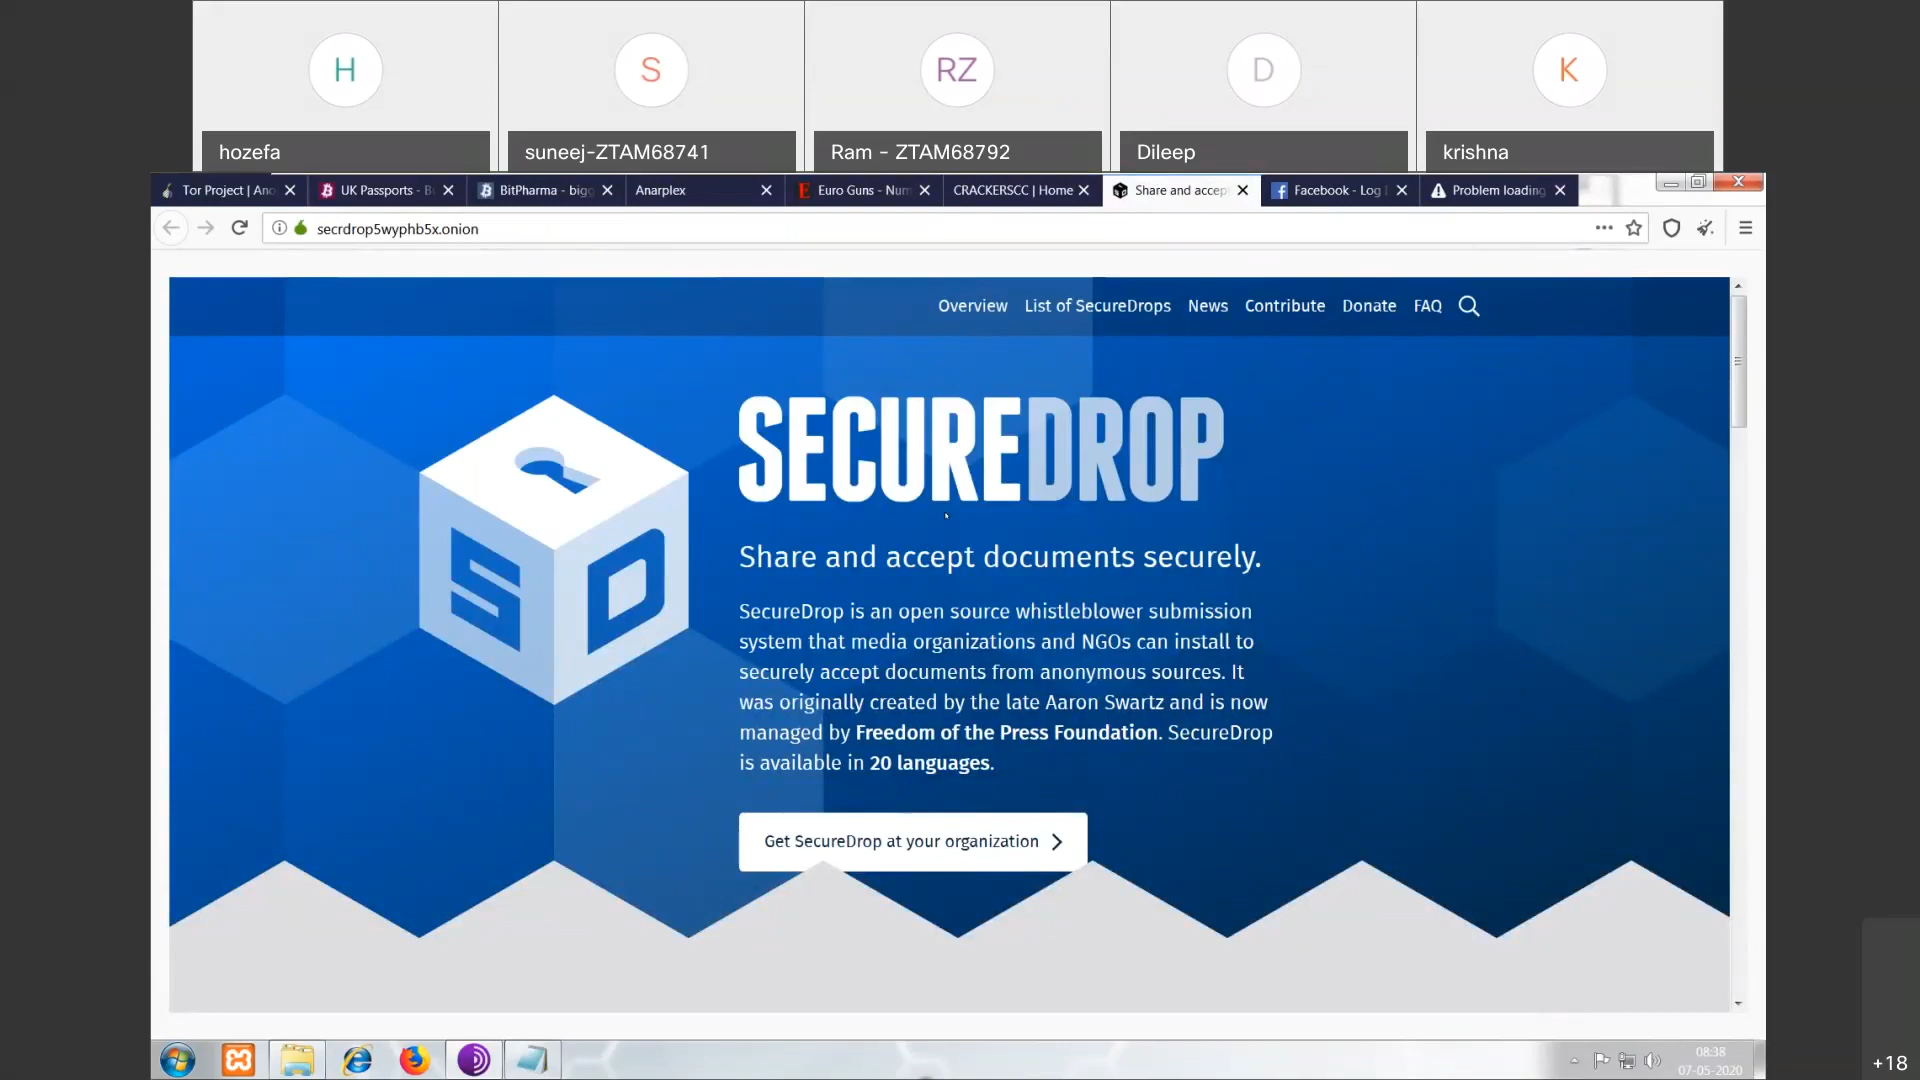 H
S
RZ
D
K
hozefa
suneej-ZTAM68741
Ram - ZTAM68792
Dileep
krishna
Tor Project | Ano
UK Passports - B
BitPharma - bigg
Anarplex
Euro Guns - Num
CRACKERSCC | Home
Share and accep
Facebook - Log
Problem loading
secrdrop5wyphb5x.onion
Overview
List of SecureDrops
News
Contribute
Donate
FAQ
SECUREDROP
S D
Share and accept documents securely.
SecureDrop is an open source whistleblower submission
system that media organizations and NGOs can install to
securely accept documents from anonymous sources. It
was originally created by the late Aaron Swartz and is now
managed by Freedom of the Press Foundation. SecureDrop
is available in 20 languages.
Get SecureDrop at your organization
08:38
07-05-2020
+18